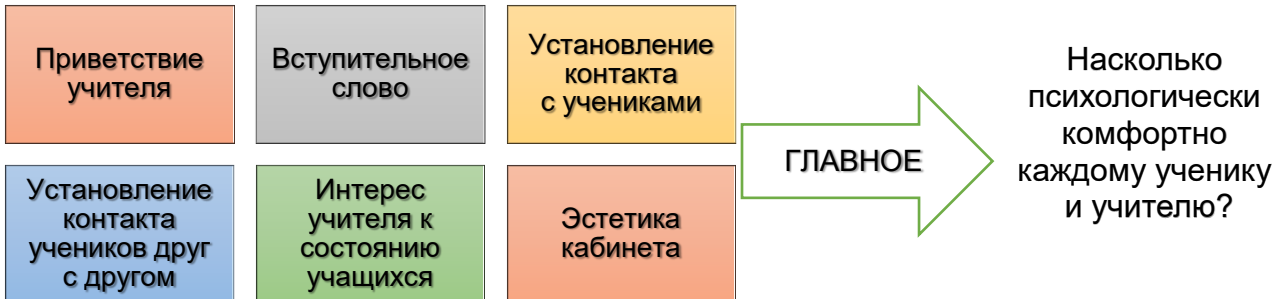 Приветствие
учителя
Вступительное
слово
Установление
контакта
с учениками
Установление
контакта
учеников друг
с другом
Интерес
учителя к
состоянию
учащихся
Эстетика
кабинета
ГЛАВНОЕ
Насколько
психологически
комфортно
каждому ученику
и учителю?